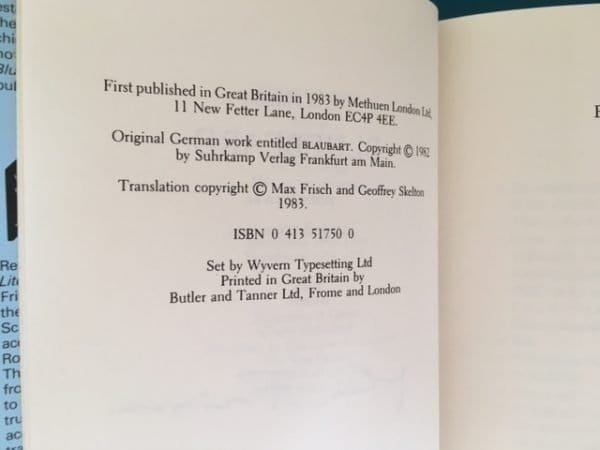 First published in Great Britain in 1983 by Methuen London Ltd,
11 New Fetter Lane, London EC4P 4EE.
Original German work entitled BLAUBART. Copyright © 1982
by Suhrkamp Verlag Frankfurt am Main.
Translation copyright © Max Frisch and Geoffrey Skelton
1983.
ISBN 0 413 51750 0
Set by Wyvern Typesetting Ltd
Printed in Great Britain by
Butler and Tanner Ltd, Frome and London